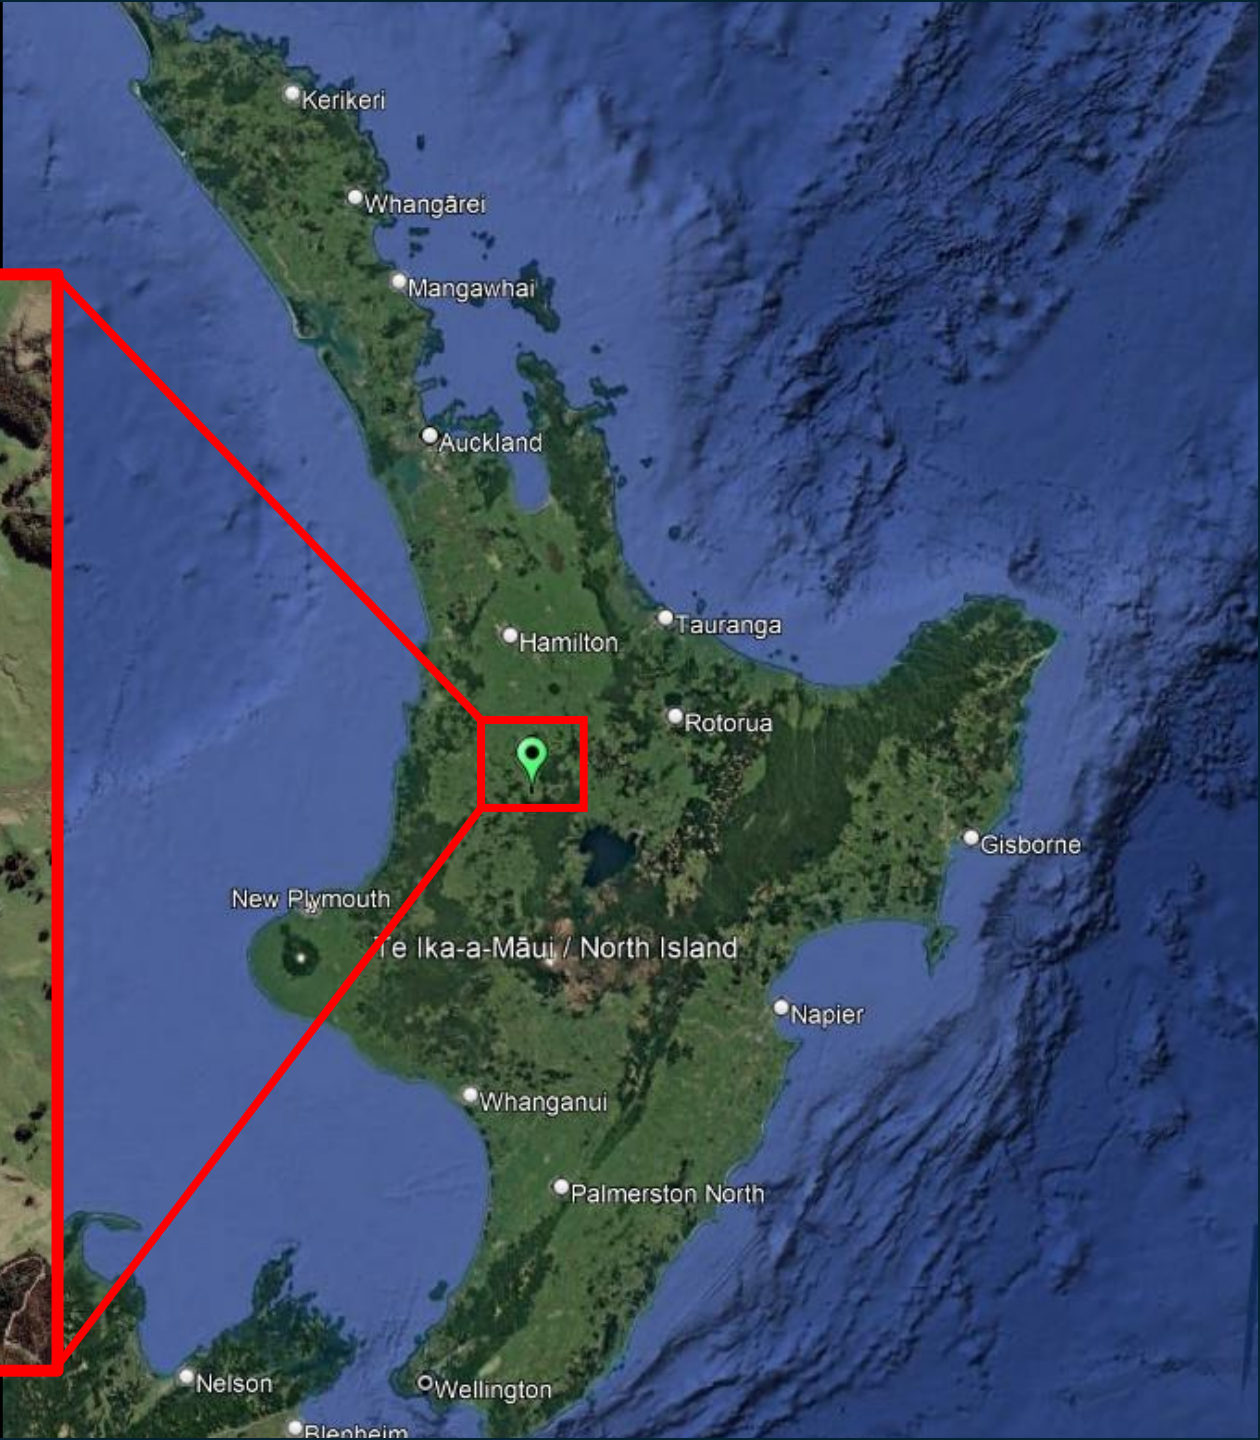 Kerikeri
Whangārei
Mangawhai
Auckland
Tauranga
Hamilton
Rotorua
Gisborne
New Plymouth
Te Ika-a-Māui / North Island
Napier
Whanganui
Palmerston North
Nelson
Wellington
Blenheim